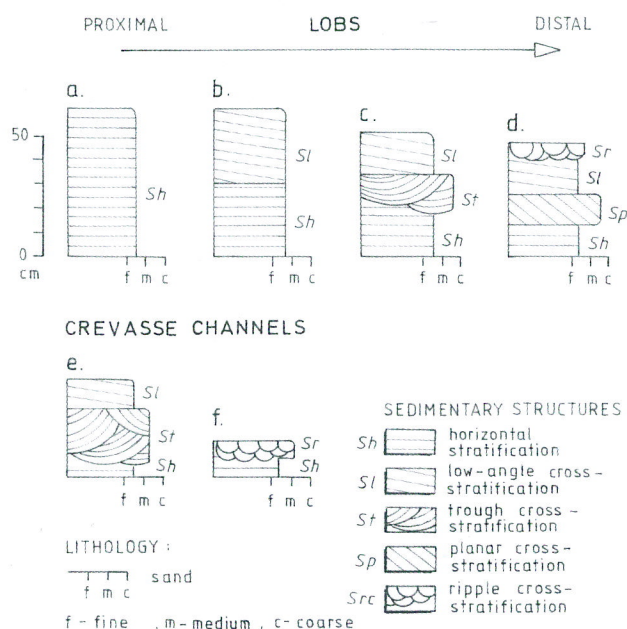 PROXIMAL LOBS DISTAL
a. b. c. d.
50
0
cm
Sh
Sl
Sh
Sl
St
Sh
Sr
Sl
Sp
Sh
f m c
f m c
f m c
CREVASSE CHANNELS
e. f.
Sl
St
Sh
Sr
Sh
f m c
f m c
SEDIMENTARY STRUCTURES
Sh horizontal
stratification
Sl low-angle cross-
stratification
St trough cross-
stratification
Sp planar cross-
stratification
Src ripple cross-
stratification
LITHOLOGY :
sand
f m c
f - fine , m - medium , c - coarse